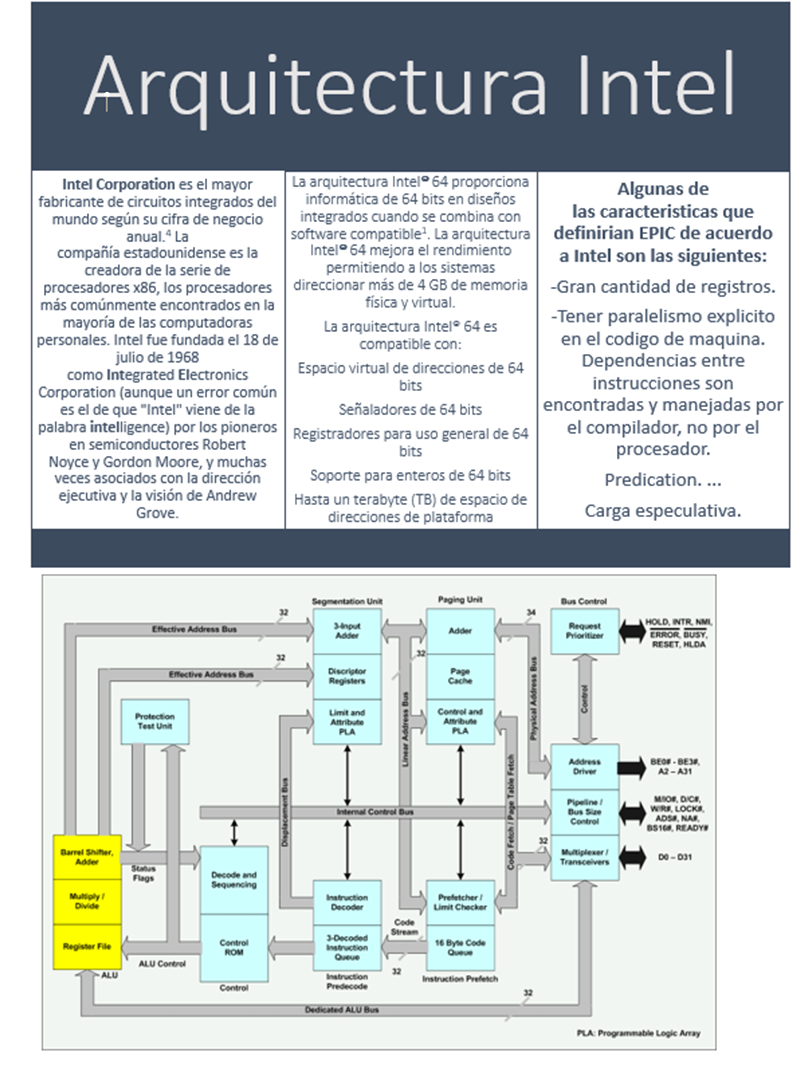 Arquitectura Intel
Intel Corporation es el mayor
fabricante de circuitos integrados del
mundo según su cifra de negocio
anual.4 La
compañía estadounidense es la
creadora de la serie de
procesadores x86, los procesadores
más comúnmente encontrados en la
mayoría de las computadoras
personales. Intel fue fundada el 18 de
julio de 1968
como Integrated Electronics
Corporation (aunque un error común
es el de que "Intel" viene de la
palabra intelligence) por los pioneros
en semiconductores Robert
Noyce y Gordon Moore, y muchas
veces asociados con la dirección
ejecutiva y la visión de Andrew
Grove.
La arquitectura Intel® 64 proporciona
informática de 64 bits en diseños
integrados cuando se combina con
software compatible1. La arquitectura
Intel® 64 mejora el rendimiento
permitiendo a los sistemas
direccionar más de 4 GB de memoria
física y virtual.
La arquitectura Intel® 64 es
compatible con:
Espacio virtual de direcciones de 64
bits
Señaladores de 64 bits
Registradores para uso general de 64
bits
Soporte para enteros de 64 bits
Hasta un terabyte (TB) de espacio de
direcciones de plataforma
Algunas de
las caracteristicas que
definirian EPIC de acuerdo
a Intel son las siguientes:
-Gran cantidad de registros.
-Tener paralelismo explicito
en el codigo de maquina.
Dependencias entre
instrucciones son
encontradas y manejadas por
el compilador, no por el
procesador.
Predication. ...
Carga especulativa.
Segmentation Unit
Paging Unit
Bus Control
32
Effective Address Bus
3-Input
Adder
Adder
34
Request
Prioritizer
HOLD, INTR, NMI,
ERROR, BUSY,
RESET, HLDA
32
Effective Address Bus
Discriptor
Registers
32
Page
Cache
Protection
Test Unit
Limit and
Attribute
PLA
Linear Address Bus
Control and
Attribute
PLA
Physical Address Bus
Control
Address
Driver
BE0# - BE3#,
A2 – A31
Displacement Bus
Internal Control Bus
Code Fetch / Page Table Fetch
Pipeline /
Bus Size
Control
M/IO#, D/C#,
W/R#, LOCK#,
ADS#, NA#,
BS16#, READY#
Barrel Shifter,
Adder
Status
Flags
Decode and
Sequencing
32
Multiplexer /
Transceivers
D0 – D31
Multiply /
Divide
Instruction
Decoder
Prefetcher /
Limit Checker
Register File
ALU
ALU Control
Control
ROM
Control
3-Decoded
Instruction
Queue
Instruction
Predecode
Code
Stream
32
16 Byte Code
Queue
Instruction Prefetch
32
Dedicated ALU Bus
PLA: Programmable Logic Array